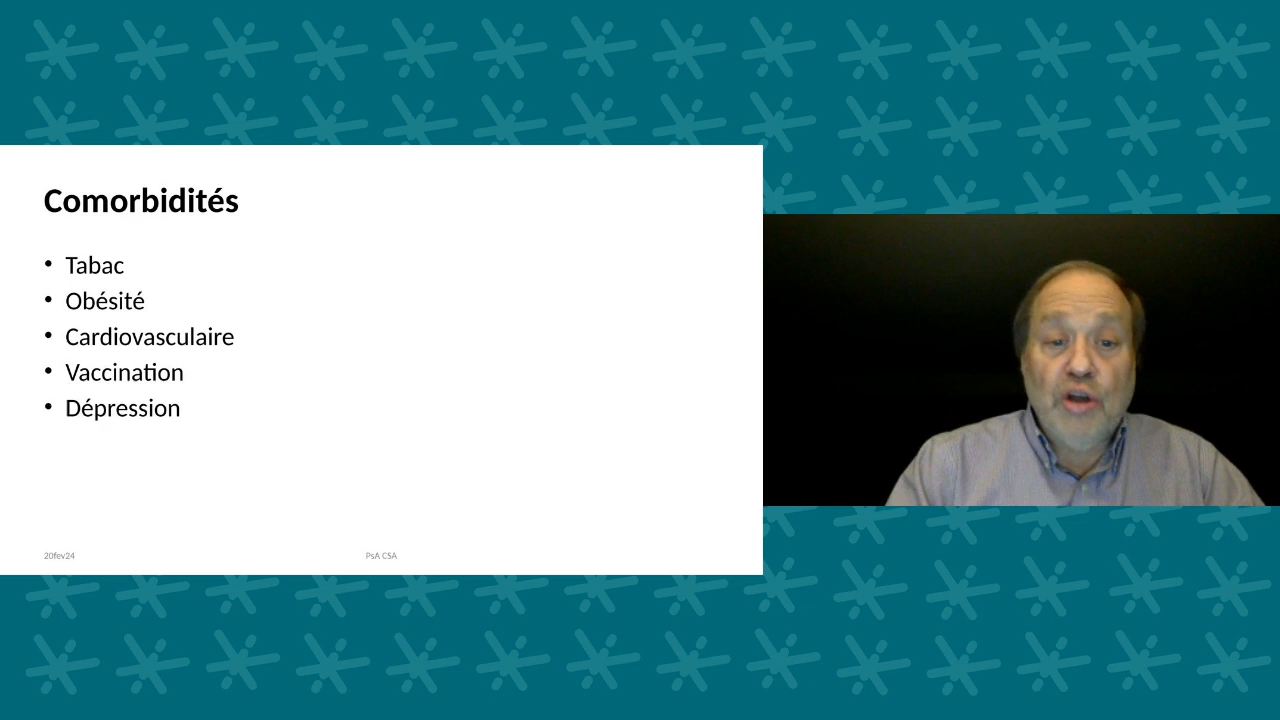 Comorbidités
• Tabac
• Obésité
• Cardiovasculaire
• Vaccination
• Dépression
20fev24
PsA CSA